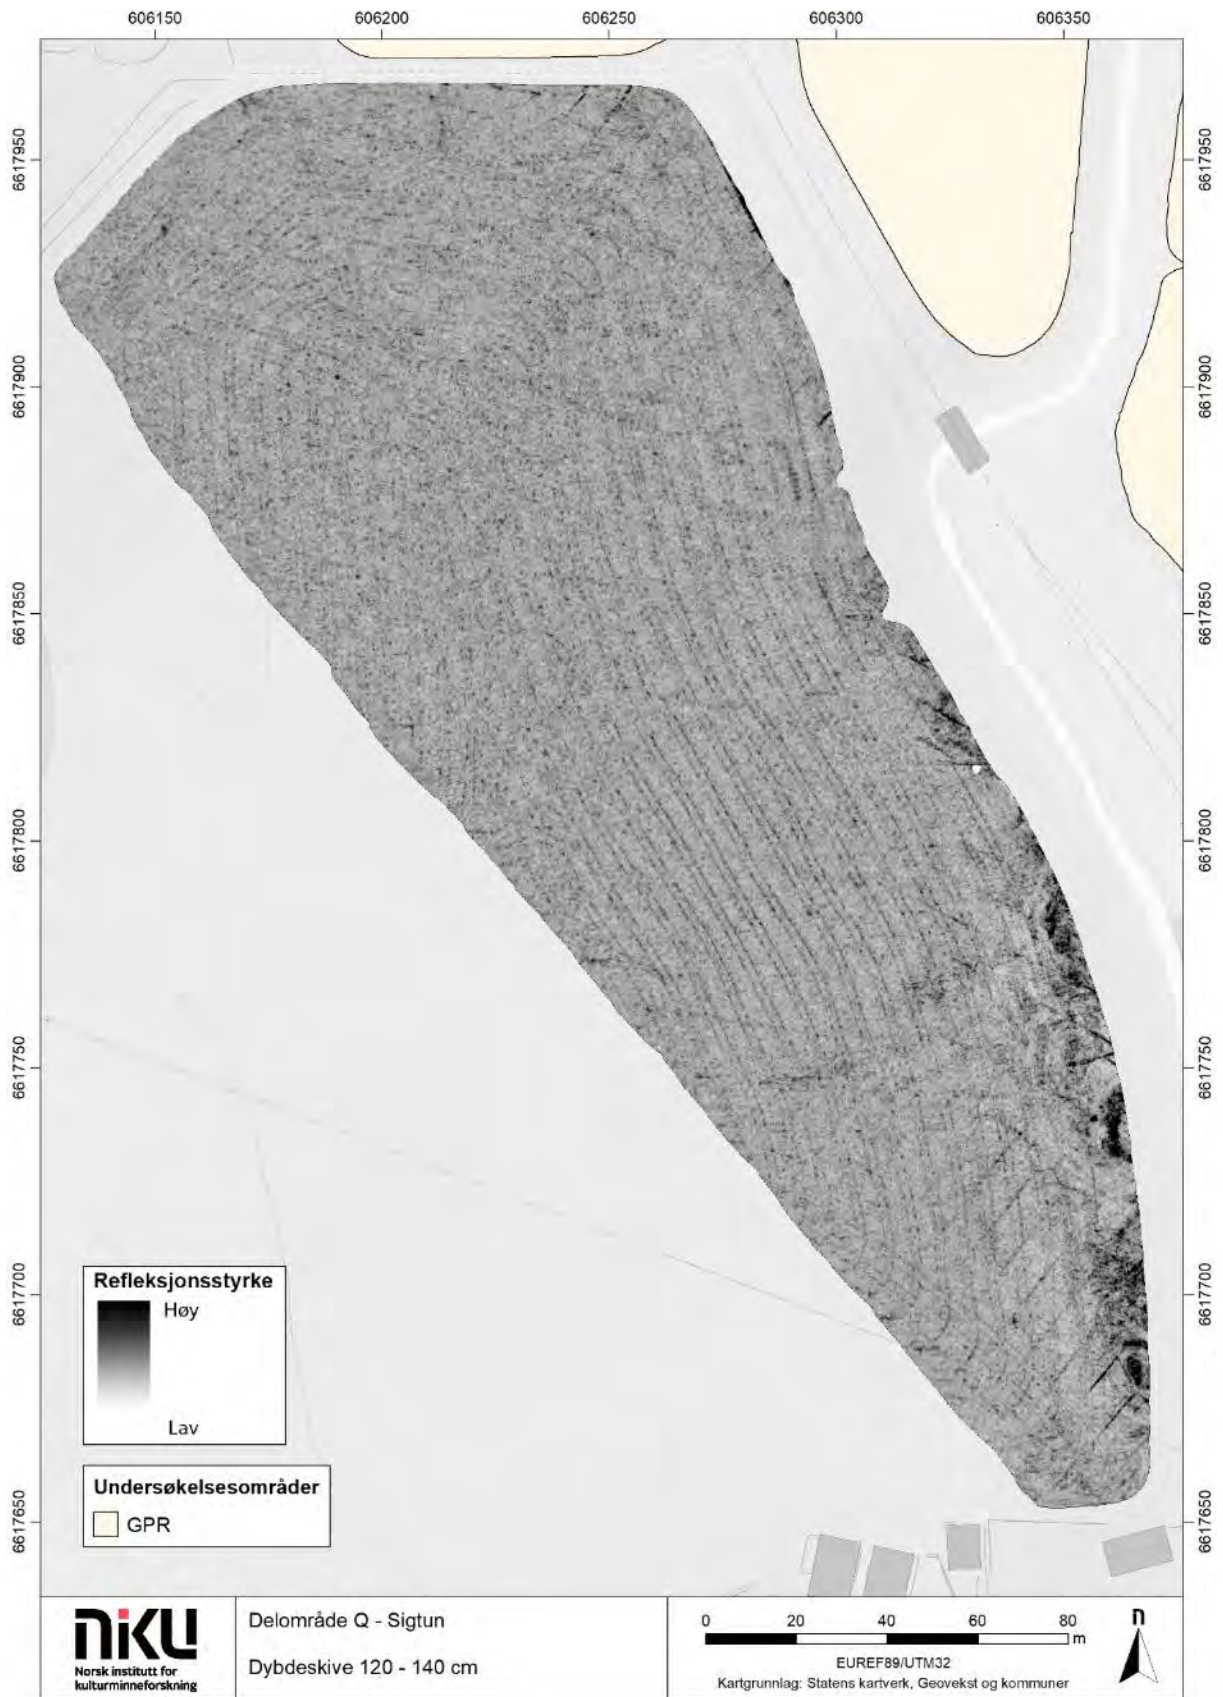 606150
606200
606250
606300
606350
6617950
6617950
6617900
6617900
6617850
6617850
6617800
6617800
6617750
6617750
6617700
6617700
6617650
6617650
Refleksjonsstyrke
Høy
Lav
Undersøkelsesområder
GPR
NIKU
Norsk institutt for
kulturminneforskning
Delområde Q - Sigtun
Dybdeskive 120 - 140 cm
0 20 40 60 80
m
EUREF89/UTM32
Kartgrunnlag: Statens kartverk, Geovekst og kommuner
n